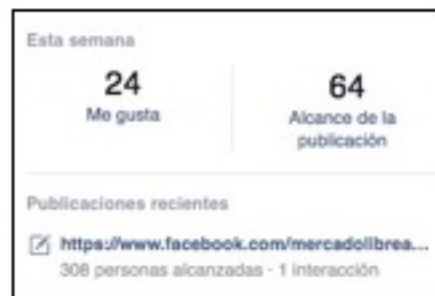 Esta semana
24
Me gusta
64
Alcance de la
publicación
Publicaciones recientes
https://www.facebook.com/mercadolibrea...
308 personas alcanzadas · 1 interacción